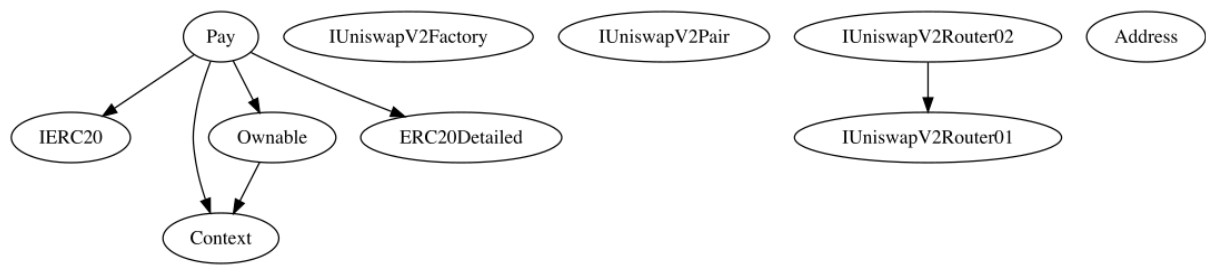 Pay
IUniswapV2Factory
IUniswapV2Pair
IUniswapV2Router02
Address
IERC20
Ownable
ERC20Detailed
IUniswapV2Router01
Context